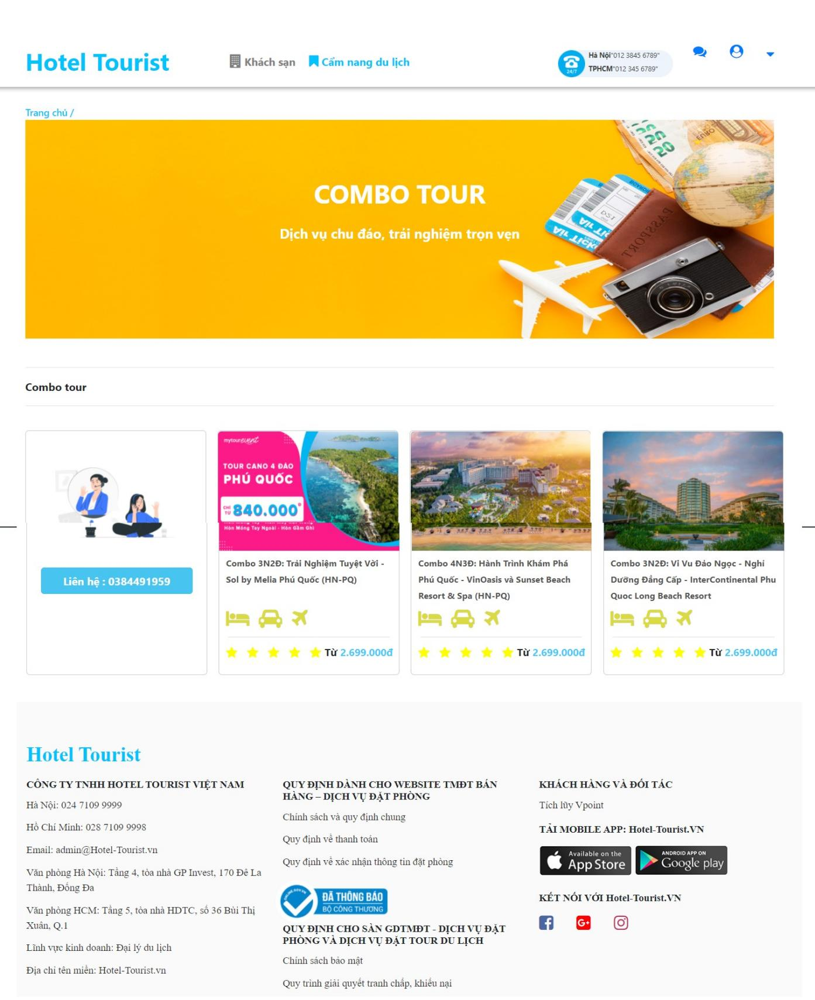 Hotel Tourist
Khách sạn
Cẩm nang du lịch
24/7
Hà Nội"012 3845 6789"
TPHCM"012 345 6789"
Trang chủ /
EURO
PASSPORT
COMBO TOUR
Dịch vụ chu đáo, trải nghiệm trọn vẹn
Combo tour
Liên hệ : 0384491959
mytourevent
TOUR CANO 4 ĐẢO
PHÚ QUỐC
CHỈ TỪ 840.000Đ
Hòn Móng Tay Ngoài - Hòn Gầm Ghì
Combo 3N2Đ: Trải Nghiệm Tuyệt Vời -
Sol by Melia Phú Quốc (HN-PQ)
Từ 2.699.000đ
Combo 4N3Đ: Hành Trình Khám Phá
Phú Quốc - VinOasis và Sunset Beach
Resort & Spa (HN-PQ)
Từ 2.699.000đ
Combo 3N2Đ: Vi Vu Đảo Ngọc - Nghỉ
Dưỡng Đẳng Cấp - InterContinental Phu
Quoc Long Beach Resort
Từ 2.699.000đ
Hotel Tourist
CÔNG TY TNHH HOTEL TOURIST VIỆT NAM
Hà Nội: 024 7109 9999
Hồ Chí Minh: 028 7109 9998
Email: admin@Hotel-Tourist.vn
Văn phòng Hà Nội: Tầng 4, tòa nhà GP Invest, 170 Đê La
Thành, Đống Đa
Văn phòng HCM: Tầng 5, tòa nhà HDTC, số 36 Bùi Thị
Xuân, Q.1
Lĩnh vực kinh doanh: Đại lý du lịch
Địa chỉ tên miền: Hotel-Tourist.vn
QUY ĐỊNH DÀNH CHO WEBSITE TMĐT BÁN
HÀNG – DỊCH VỤ ĐẶT PHÒNG
Chính sách và quy định chung
Quy định về thanh toán
Quy định về xác nhận thông tin đặt phòng
ONLINE.GOV.VN
ĐÃ THÔNG BÁO
BỘ CÔNG THƯƠNG
QUY ĐỊNH CHO SÀN GDTMĐT - DỊCH VỤ ĐẶT
PHÒNG VÀ DỊCH VỤ ĐẶT TOUR DU LỊCH
Chính sách bảo mật
Quy trình giải quyết tranh chấp, khiếu nại
KHÁCH HÀNG VÀ ĐỐI TÁC
Tích lũy Vpoint
TẢI MOBILE APP: Hotel-Tourist.VN
Available on the
App Store
ANDROID APP ON
Google play
KẾT NỐI VỚI Hotel-Tourist.VN
G+